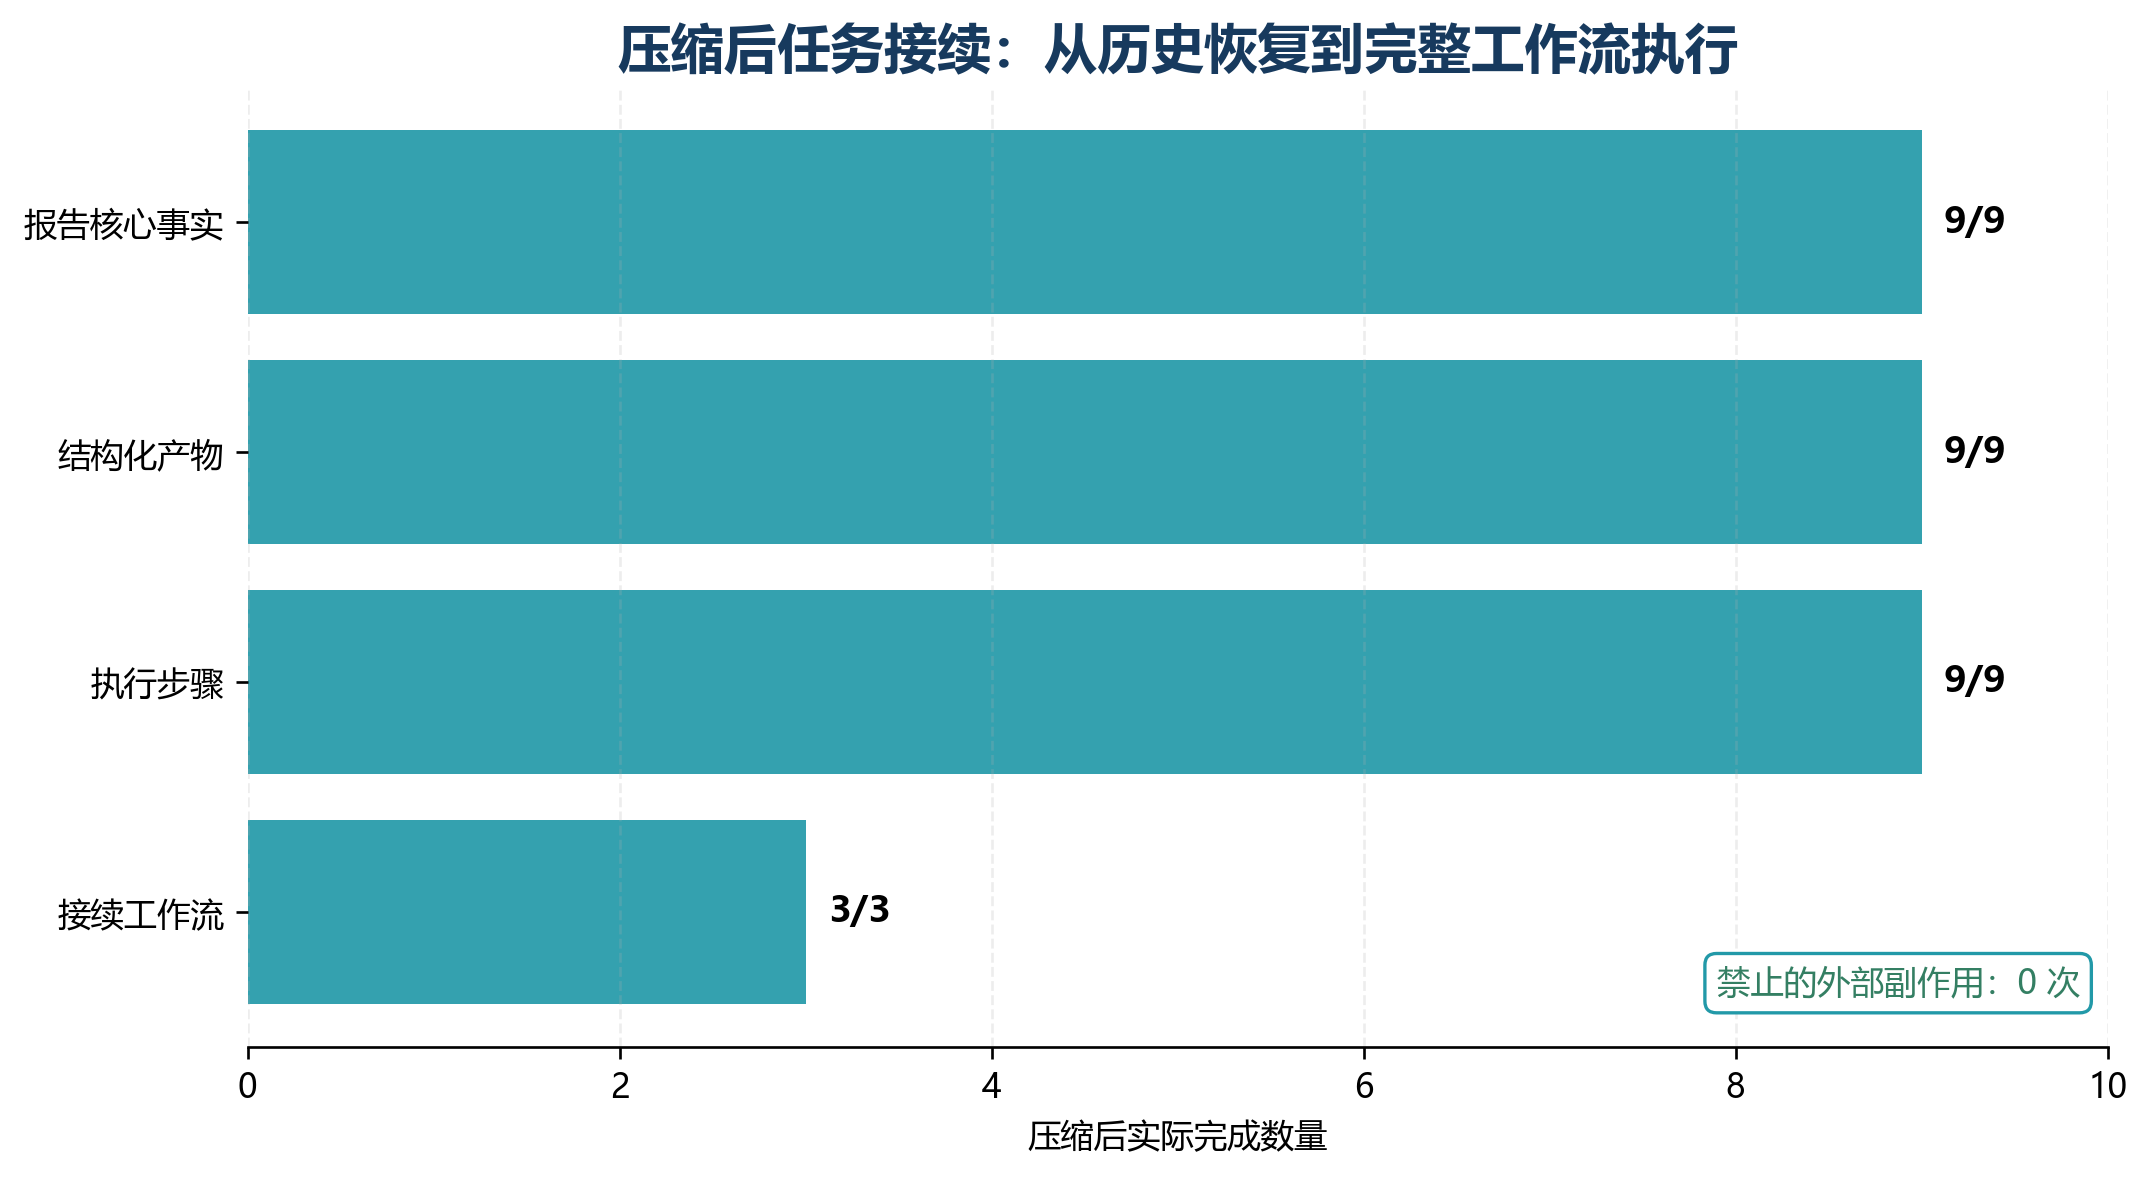 压缩后任务接续：从历史恢复到完整工作流执行
报告核心事实
9/9
结构化产物
9/9
执行步骤
9/9
接续工作流
3/3
禁止的外部副作用：0 次
0 2 4 6 8 10
压缩后实际完成数量